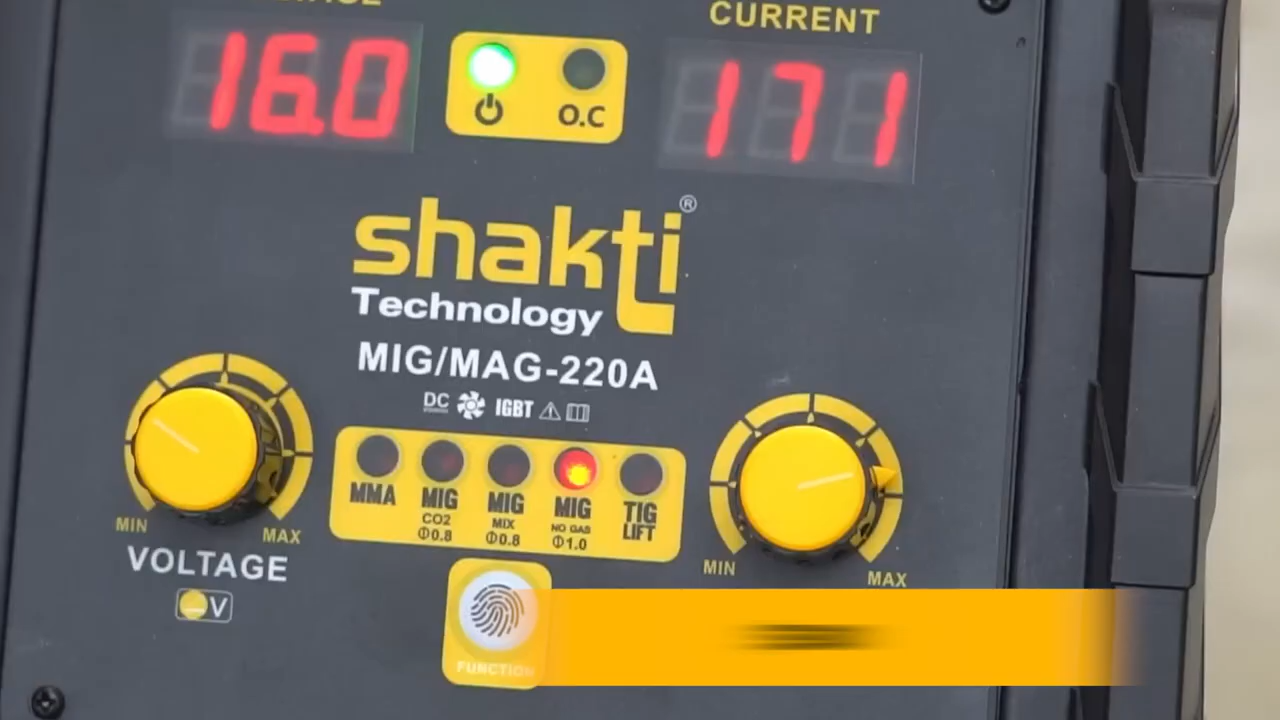 CURRENT
16.0
171
O.C
shakti®
Technology
MIG/MAG-220A
DC
IGBT
MMA
MIG
CO2
Φ0.8
MIG
MIX
Φ0.8
MIG
NO GAS
Φ1.0
TIG
LIFT
MIN
MAX
VOLTAGE
V
MIN
MAX
FUNCTION